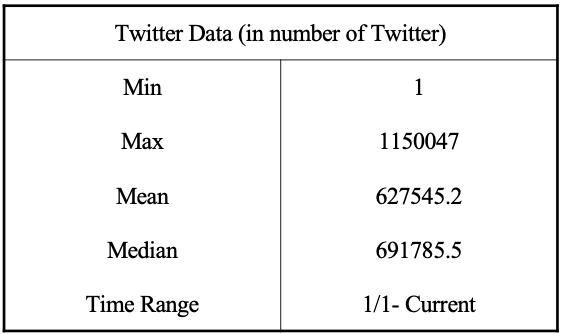 Twitter Data (in number of Twitter)
Min 1
Max 1150047
Mean 627545.2
Median 691785.5
Time Range 1/1- Current